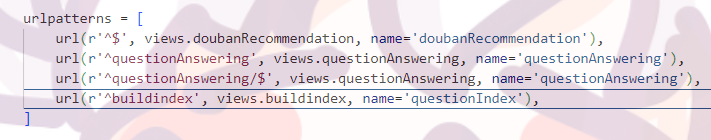 urlpatterns = [
    url(r'^$', views.doubanRecommendation, name='doubanRecommendation'),
    url(r'^questionAnswering', views.questionAnswering, name='questionAnswering'),
    url(r'^questionAnswering/$', views.questionAnswering, name='questionAnswering'),
    url(r'^buildindex', views.buildindex, name='questionIndex'),
]